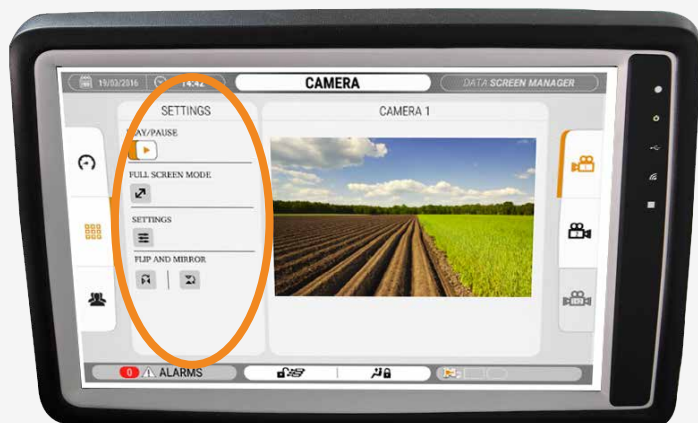 19/03/2016
14:42
CAMERA
DATA SCREEN MANAGER
SETTINGS
CAMERA 1
PLAY/PAUSE
FULL SCREEN MODE
SETTINGS
FLIP AND MIRROR
0 ALARMS